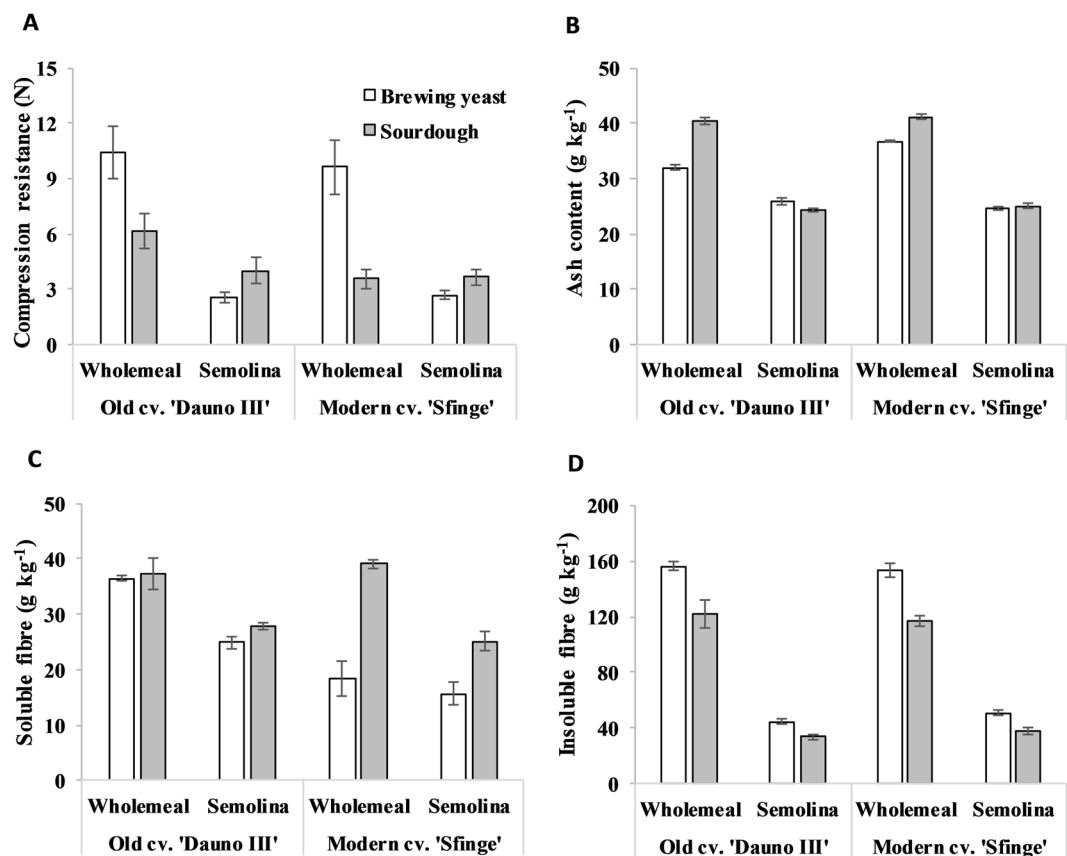 A
Compression resistance (N)
15
12
9
6
3
0
Brewing yeast
Sourdough
Wholemeal Semolina Wholemeal Semolina
Old cv. 'Dauno III' Modern cv. 'Sfinge'
B
Ash content (g kg⁻¹)
50
40
30
20
10
0
Wholemeal Semolina Wholemeal Semolina
Old cv. 'Dauno III' Modern cv. 'Sfinge'
C
Soluble fibre (g kg⁻¹)
50
40
30
20
10
0
Wholemeal Semolina Wholemeal Semolina
Old cv. 'Dauno III' Modern cv. 'Sfinge'
D
Insoluble fibre (g kg⁻¹)
200
160
120
80
40
0
Wholemeal Semolina Wholemeal Semolina
Old cv. 'Dauno III' Modern cv. 'Sfinge'